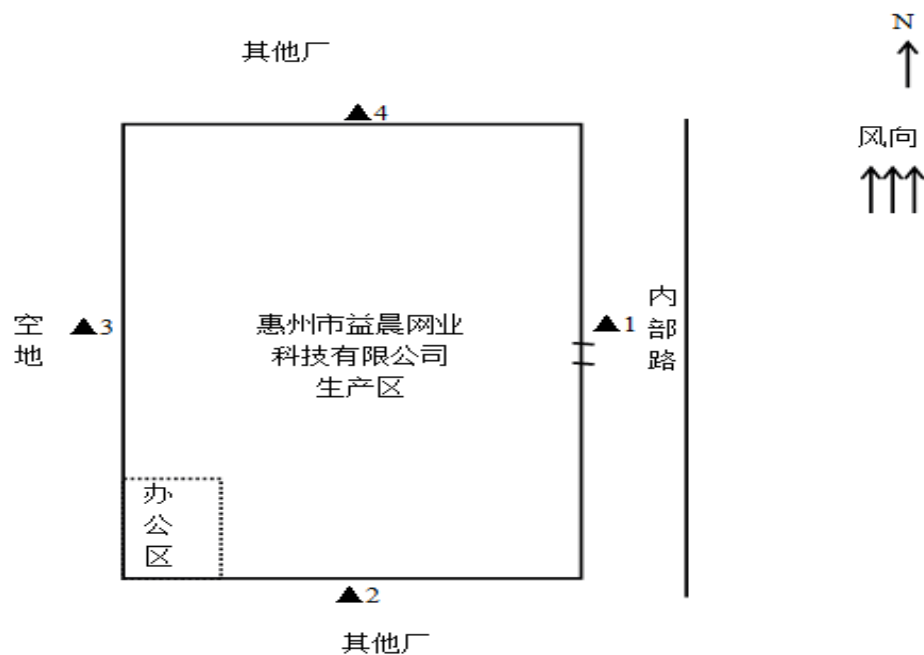 N
其他厂
▲4
风向
空地
▲3
惠州市益晨网业
科技有限公司
生产区
▲1
内部路
办公区
▲2
其他厂